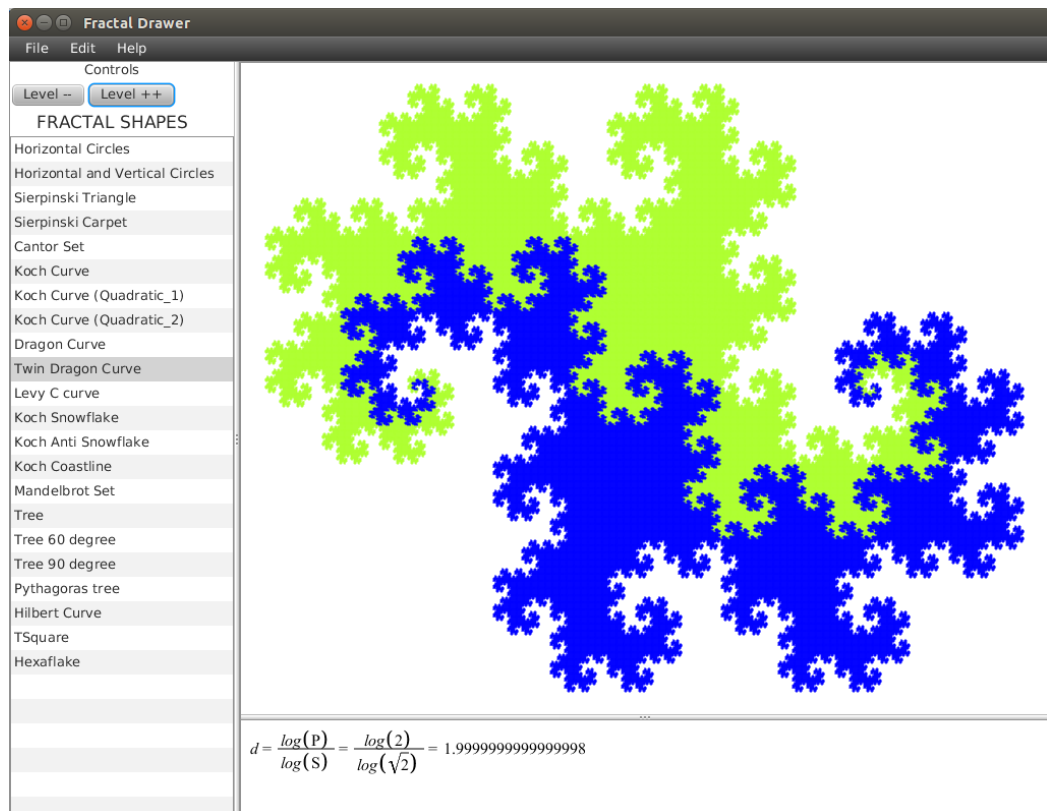 Fractal Drawer
File Edit Help
Controls
Level -- Level ++
FRACTAL SHAPES
Horizontal Circles
Horizontal and Vertical Circles
Sierpinski Triangle
Sierpinski Carpet
Cantor Set
Koch Curve
Koch Curve (Quadratic_1)
Koch Curve (Quadratic_2)
Dragon Curve
Twin Dragon Curve
Levy C curve
Koch Snowflake
Koch Anti Snowflake
Koch Coastline
Mandelbrot Set
Tree
Tree 60 degree
Tree 90 degree
Pythagoras tree
Hilbert Curve
TSquare
Hexaflake
d = log(P)/log(S) = log(2)/log(√2) = 1.9999999999999998